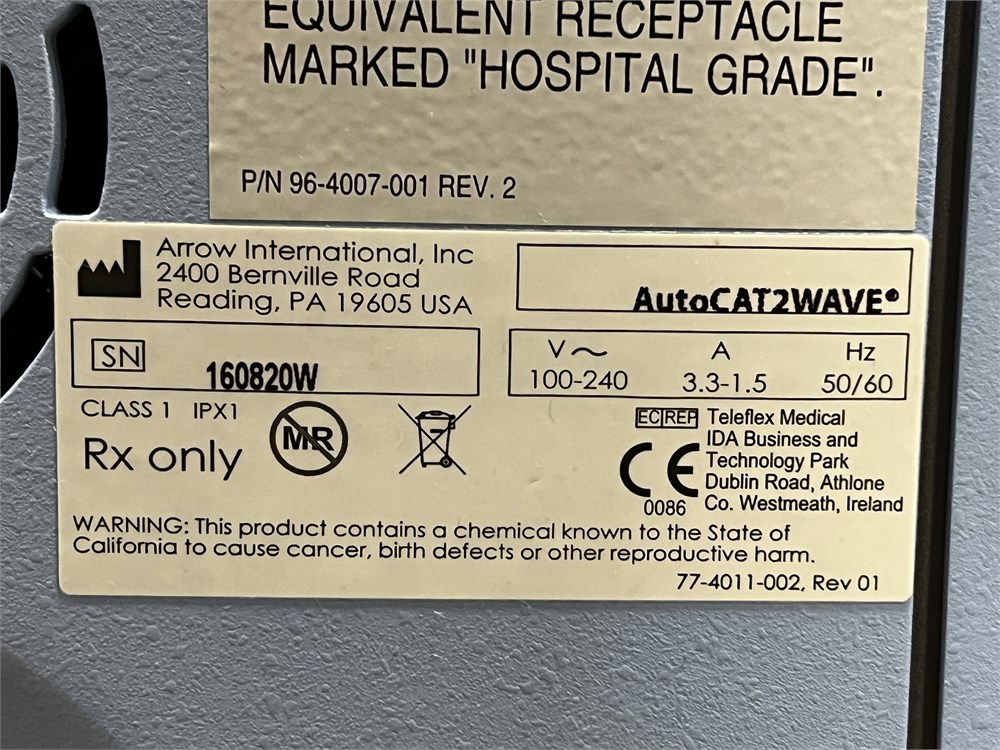 EQUIVALENT RECEPTACLE
MARKED "HOSPITAL GRADE".
P/N 96-4007-001 REV. 2
Arrow International, Inc
2400 Bernville Road
Reading, PA 19605 USA
AutoCAT2WAVE®
SN
160820W
V~ A Hz
100-240 3.3-1.5 50/60
CLASS 1 IPX1
Rx only
MR
EC REP Teleflex Medical
IDA Business and
Technology Park
Dublin Road, Athlone
Co. Westmeath, Ireland
CE
0086
WARNING: This product contains a chemical known to the State of
California to cause cancer, birth defects or other reproductive harm.
77-4011-002, Rev 01